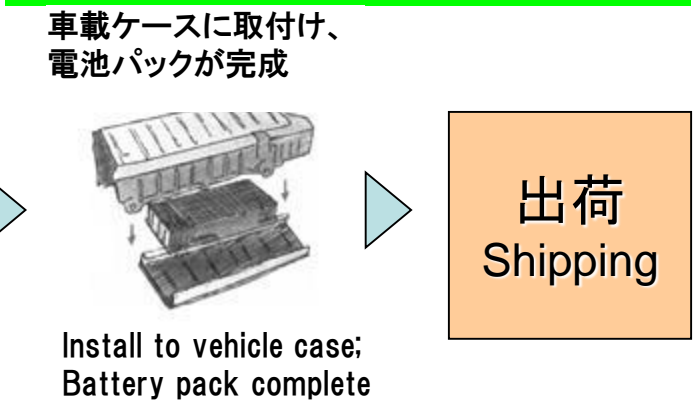 車載ケースに取付け、
電池パックが完成
出荷
Shipping
Install to vehicle case;
Battery pack complete